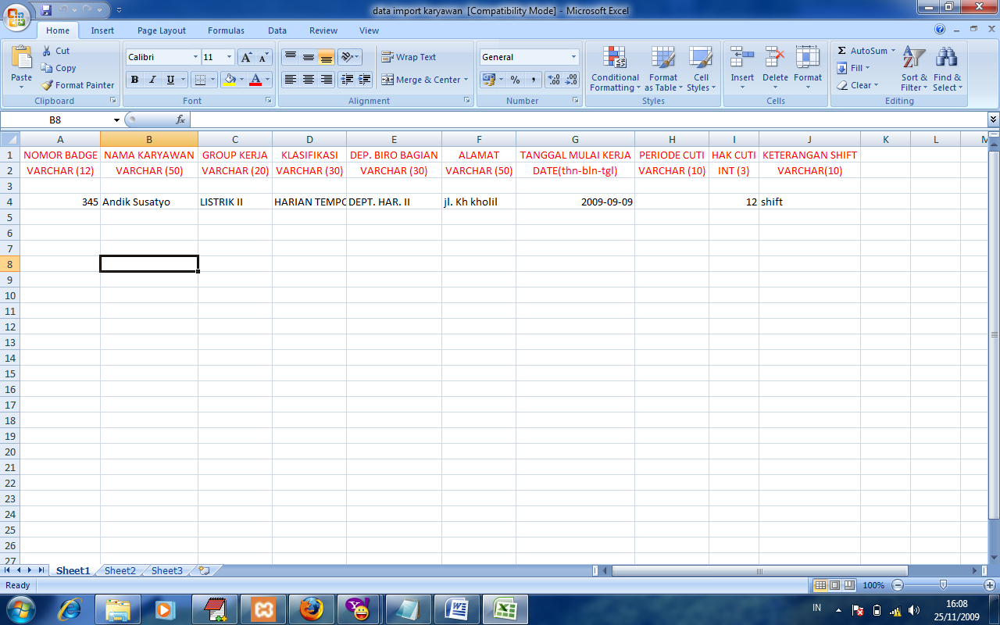 data import karyawan [Compatibility Mode] - Microsoft Excel
Home Insert Page Layout Formulas Data Review View
Paste Cut Copy Format Painter
Calibri 11
B I U
Wrap Text
Merge & Center
General
% ,
Conditional Formatting Format as Table Cell Styles
Insert Delete Format
Σ AutoSum Fill Clear
Sort & Filter Find & Select
Clipboard Font Alignment Number Styles Cells Editing
B8 fx
A B C D E F G H I J K L M
1 NOMOR BADGE NAMA KARYAWAN GROUP KERJA KLASIFIKASI DEP. BIRO BAGIAN ALAMAT TANGGAL MULAI KERJA PERIODE CUTI HAK CUTI KETERANGAN SHIFT
2 VARCHAR (12) VARCHAR (50) VARCHAR (20) VARCHAR (30) VARCHAR (30) VARCHAR (50) DATE(thn-bln-tgl) VARCHAR (10) INT (3) VARCHAR(10)
3
4 345 Andik Susatyo LISTRIK II HARIAN TEMPO DEPT. HAR. II jl. Kh kholil 2009-09-09 12 shift
5
6
7
8
9
10
11
12
13
14
15
16
17
18
19
20
21
22
23
24
25
26
27
Sheet1 Sheet2 Sheet3
Ready 100%
IN 16:08
25/11/2009